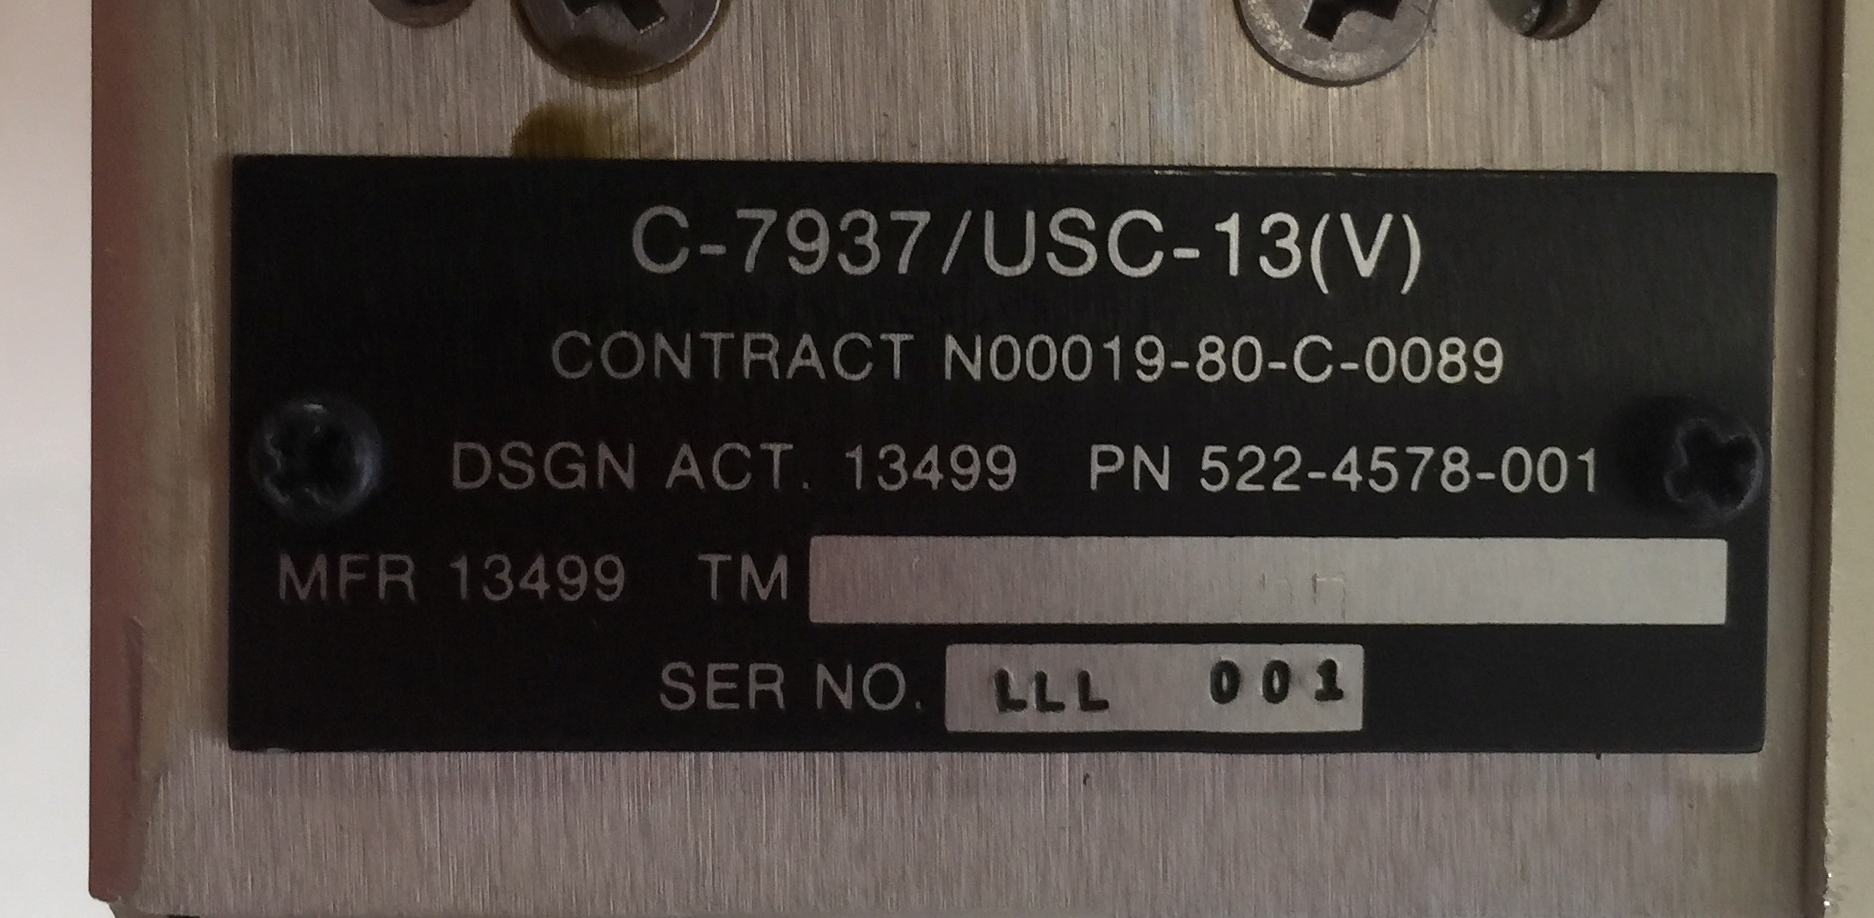 C-7937/USC-13(V)
CONTRACT N00019-80-C-0089
DSGN ACT. 13499 PN 522-4578-001
MFR 13499 TM
SER NO. LLL 001